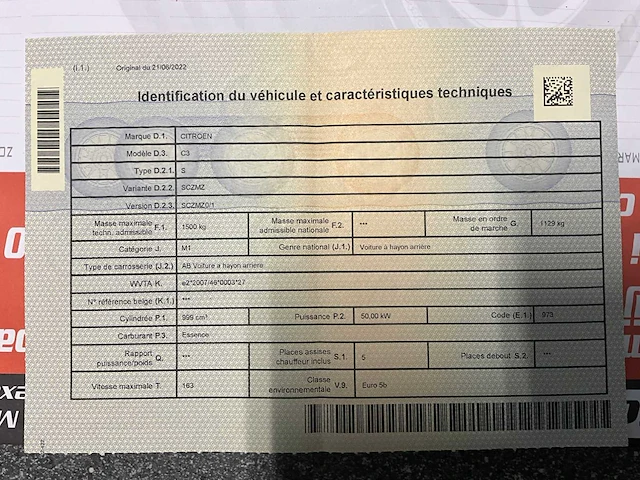 (I.1.) Original du 21/06/2022
Identification du véhicule et caractéristiques techniques
Marque D.1. CITROEN
Modèle D.3. C3
Type D.2.1. S
Variante D.2.2. SCZMZ
Version D.2.3. SCZMZ0/1
Masse maximale techn. admissible F.1. 1500 kg Masse maximale admissible nationale F.2. *** Masse en ordre de marche G. 1129 kg
Catégorie J. M1 Genre national (J.1.) Voiture à hayon arrière
Type de carrosserie (J.2.) AB Voiture à hayon arrière
WVTA K. e2*2007/46*0003*27
N° référence belge (K.1.) ***
Cylindrée P.1. 999 cm³ Puissance P.2. 50,00 kW Code (E.1.) 973
Carburant P.3. Essence
Rapport puissance/poids Q. *** Places assises chauffeur inclus S.1. 5 Places debout S.2. ***
Vitesse maximale T. 163 Classe environnementale V.9. Euro 5b